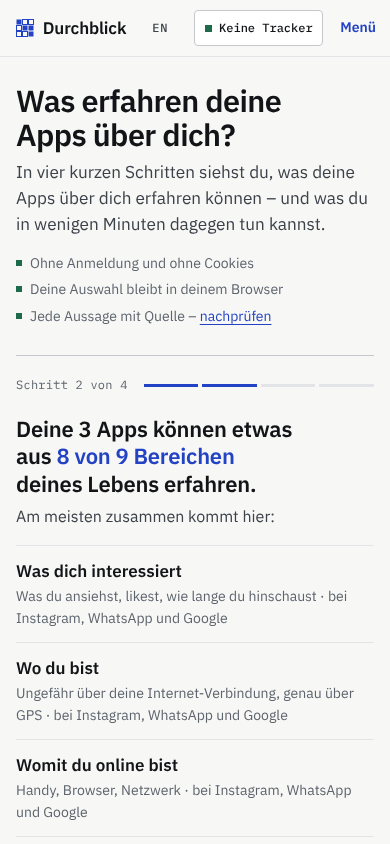 Durchblick
EN
Keine Tracker
Menü
Was erfahren deine
Apps über dich?
In vier kurzen Schritten siehst du, was deine
Apps über dich erfahren können – und was du
in wenigen Minuten dagegen tun kannst.
Ohne Anmeldung und ohne Cookies
Deine Auswahl bleibt in deinem Browser
Jede Aussage mit Quelle – nachprüfen
Schritt 2 von 4
Deine 3 Apps können etwas
aus 8 von 9 Bereichen
deines Lebens erfahren.
Am meisten zusammen kommt hier:
Was dich interessiert
Was du ansiehst, likest, wie lange du hinschaust · bei
Instagram, WhatsApp und Google
Wo du bist
Ungefähr über deine Internet-Verbindung, genau über
GPS · bei Instagram, WhatsApp und Google
Womit du online bist
Handy, Browser, Netzwerk · bei Instagram, WhatsApp
und Google